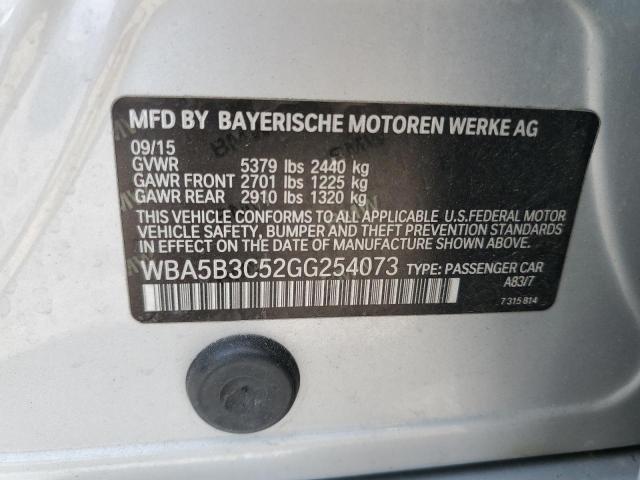 MFD BY BAYERISCHE MOTOREN WERKE AG
09/15
GVWR 5379 lbs 2440 kg
GAWR FRONT 2701 lbs 1225 kg
GAWR REAR 2910 lbs 1320 kg
THIS VEHICLE CONFORMS TO ALL APPLICABLE U.S.FEDERAL MOTOR
VEHICLE SAFETY, BUMPER AND THEFT PREVENTION STANDARDS
IN EFFECT ON THE DATE OF MANUFACTURE SHOWN ABOVE.
WBA5B3C52GG254073 TYPE: PASSENGER CAR
A83/7
7 315 814